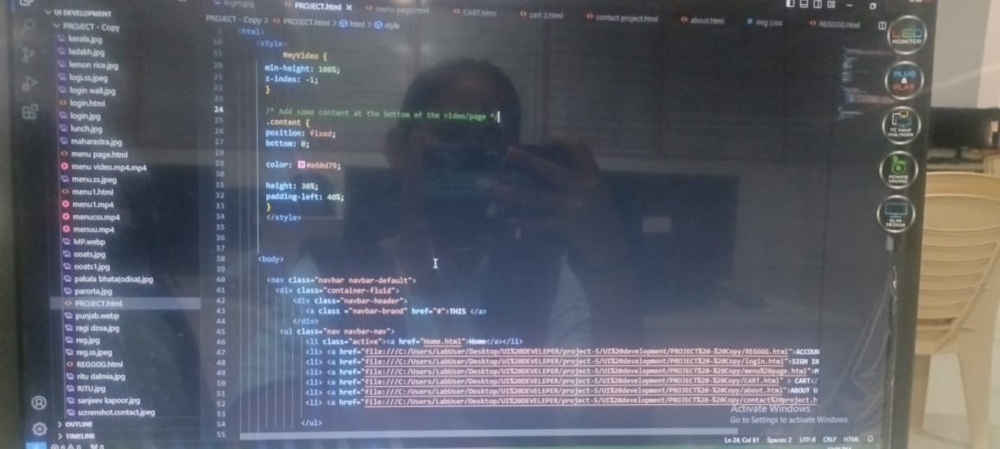 login.jpg
PROJECT.html
menu page.html
CART.html
cart 2.html
contact project.html
about.html
img i.css
REGGGG.html
UI DEVELOPMENT
PROJECT - Copy
kerala.jpg
ladakh.jpg
lemon rice.jpg
logi.ss.jpeg
login wall.jpg
login.html
login.jpg
lunch.jpg
maharastra.jpg
menu page.html
menu video.mp4.mp4
menu.ss.jpeg
menu1.html
menu1.mp4
menucss.mp4
menuu.mp4
MP.webp
ooats.jpg
ooats1.jpg
pakala bhata(odisa).jpg
parorta.jpg
PROJECT.html
punjab.webp
ragi dosa.jpg
reg.jpg
reg.ss.jpeg
REGGGG.html
ritu dalmia.jpg
RITU.jpg
sanjeev kapoor.jpg
scrrenshot.contact.jpeg
OUTLINE
TIMELINE
PROJECT - Copy > PROJECT.html > html > style
2 <html>
<style>
#myVideo {
20 min-height: 100%;
21 z-index: -1;
22 }
23
24 /* Add some content at the bottom of the video/page */
25 .content {
26 position: fixed;
27 bottom: 0;
28
29 color: #e60d79;
30
31 height: 30%;
32 padding-left: 40%;
33 }
34 </style>
35
36
37
38 <body>
39
40 <nav class="navbar navbar-default">
41 <div class="container-fluid">
42 <div class="navbar-header">
43 <a class ="navbar-brand" href="#">THIS </a>
44 </div>
45 <ul class="nav navbar-nav">
46 <li class="active"><a href="Home.html">Home</a></li>
47 <li> <a href="file:///C:/Users/LabUser/Desktop/UI%20DEVELEPER/project-5/UI%20development/PROJECT%20-%20Copy/REGGGG.html">ACCOUN
48 <li> <a href="file:///C:/Users/LabUser/Desktop/UI%20DEVELEPER/project-5/UI%20development/PROJECT%20-%20Copy/login.html">SIGN IN
49 <li> <a href="file:///C:/Users/LabUser/Desktop/UI%20DEVELEPER/project-5/UI%20development/PROJECT%20-%20Copy/menu%20page.html">M
50 <li> <a href="file:///C:/Users/LabUser/Desktop/UI%20DEVELEPER/project-5/UI%20development/PROJECT%20-%20Copy/CART.html" > CART</
51 <li> <a href="file:///C:/Users/LabUser/Desktop/UI%20DEVELEPER/project-5/UI%20development/PROJECT%20-%20Copy/about.html">ABOUT U
52 <li> <a href="file:///C:/Users/LabUser/Desktop/UI%20DEVELEPER/project-5/UI%20development/PROJECT%20-%20Copy/contact%20project.h
53
54 </ul>
55
Activate Windows
Go to Settings to activate Windows.
Ln 24, Col 61 Spaces: 2 UTF-8 CRLF HTML
LED
MONITOR
PLUG
&
PLAY
PC Input
VGA/HDMI
POWER
SAVING
SLIM
DESIGN